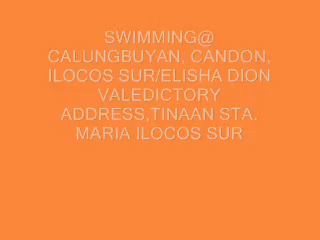 SWIMMING@
CALUNGBUYAN, CANDON,
ILOCOS SUR/ELISHA DION
VALEDICTORY
ADDRESS,TINAAN STA.
MARIA ILOCOS SUR